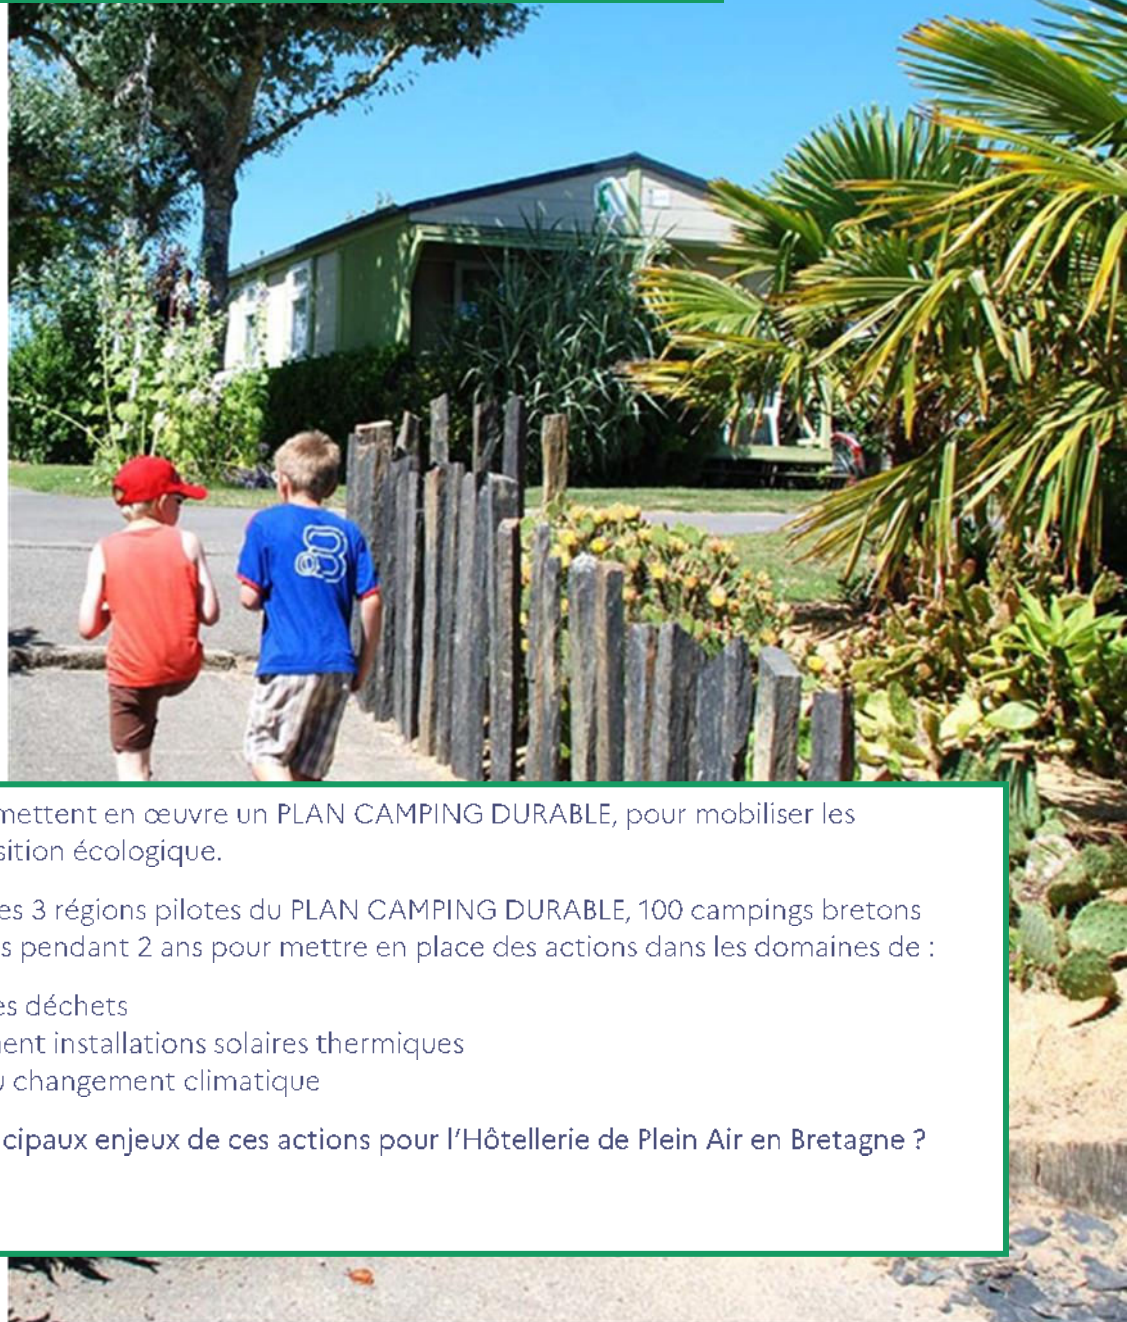 mettent en œuvre un PLAN CAMPING DURABLE, pour mobiliser les
sition écologique.
es 3 régions pilotes du PLAN CAMPING DURABLE, 100 campings bretons
s pendant 2 ans pour mettre en place des actions dans les domaines de :
es déchets
ent installations solaires thermiques
u changement climatique
cipaux enjeux de ces actions pour l'Hôtellerie de Plein Air en Bretagne ?